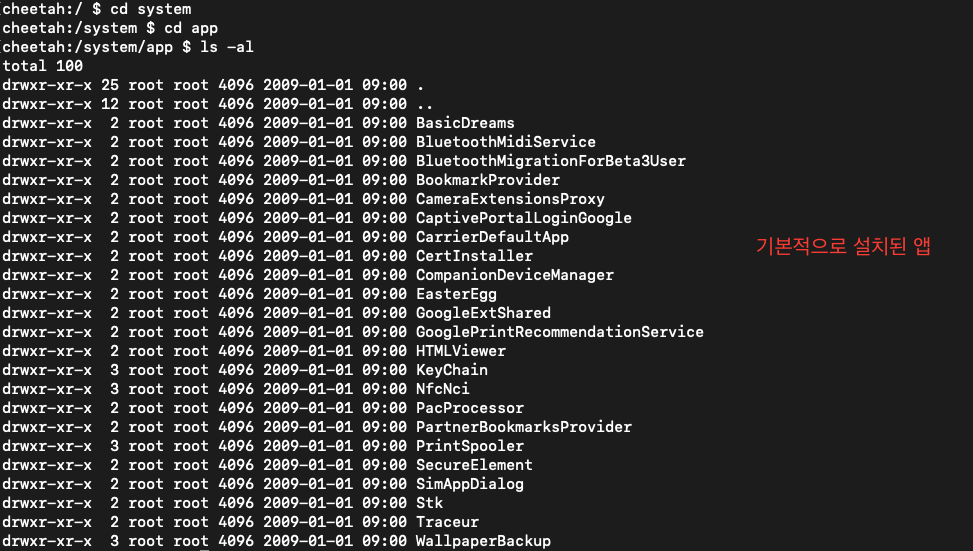 cheetah:/ $ cd system
cheetah:/system $ cd app
cheetah:/system/app $ ls -al
total 100
drwxr-xr-x 25 root root 4096 2009-01-01 09:00 .
drwxr-xr-x 12 root root 4096 2009-01-01 09:00 ..
drwxr-xr-x  2 root root 4096 2009-01-01 09:00 BasicDreams
drwxr-xr-x  2 root root 4096 2009-01-01 09:00 BluetoothMidiService
drwxr-xr-x  2 root root 4096 2009-01-01 09:00 BluetoothMigrationForBeta3User
drwxr-xr-x  2 root root 4096 2009-01-01 09:00 BookmarkProvider
drwxr-xr-x  2 root root 4096 2009-01-01 09:00 CameraExtensionsProxy
drwxr-xr-x  2 root root 4096 2009-01-01 09:00 CaptivePortalLoginGoogle
drwxr-xr-x  2 root root 4096 2009-01-01 09:00 CarrierDefaultApp
기본적으로 설치된 앱
drwxr-xr-x  2 root root 4096 2009-01-01 09:00 CertInstaller
drwxr-xr-x  2 root root 4096 2009-01-01 09:00 CompanionDeviceManager
drwxr-xr-x  2 root root 4096 2009-01-01 09:00 EasterEgg
drwxr-xr-x  2 root root 4096 2009-01-01 09:00 GoogleExtShared
drwxr-xr-x  2 root root 4096 2009-01-01 09:00 GooglePrintRecommendationService
drwxr-xr-x  2 root root 4096 2009-01-01 09:00 HTMLViewer
drwxr-xr-x  3 root root 4096 2009-01-01 09:00 KeyChain
drwxr-xr-x  3 root root 4096 2009-01-01 09:00 NfcNci
drwxr-xr-x  2 root root 4096 2009-01-01 09:00 PacProcessor
drwxr-xr-x  2 root root 4096 2009-01-01 09:00 PartnerBookmarksProvider
drwxr-xr-x  3 root root 4096 2009-01-01 09:00 PrintSpooler
drwxr-xr-x  2 root root 4096 2009-01-01 09:00 SecureElement
drwxr-xr-x  2 root root 4096 2009-01-01 09:00 SimAppDialog
drwxr-xr-x  2 root root 4096 2009-01-01 09:00 Stk
drwxr-xr-x  2 root root 4096 2009-01-01 09:00 Traceur
drwxr-xr-x  3 root root 4096 2009-01-01 09:00 WallpaperBackup